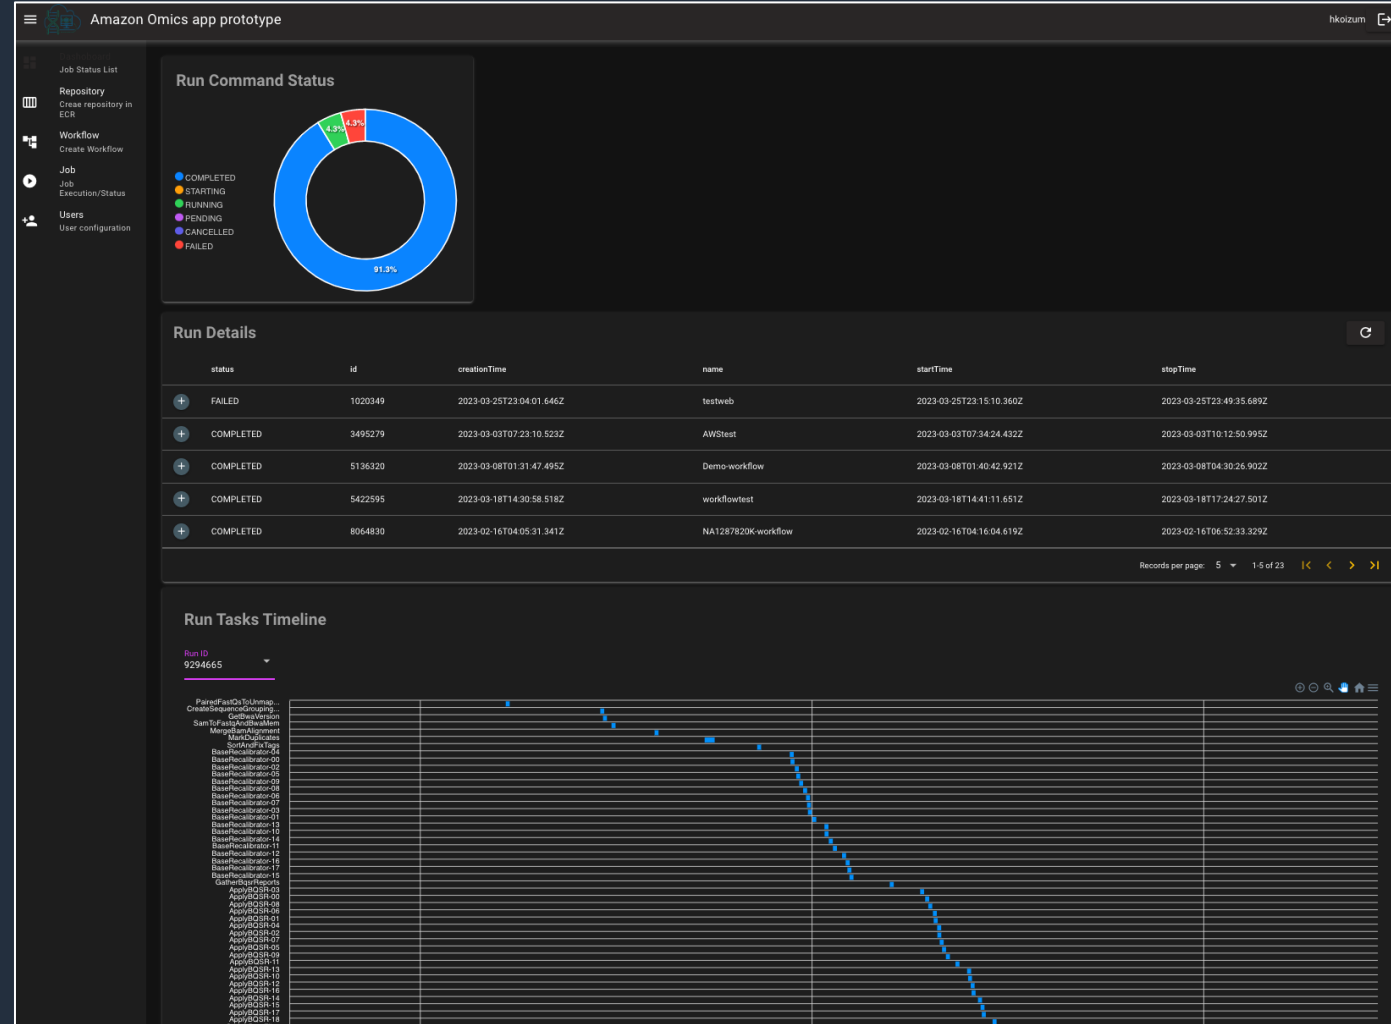 Amazon Omics app prototype
hkoizum
Job Status List
Repository
Creae repository in
ECR
Workflow
Create Workflow
Job
Job
Execution/Status
Users
User configuration
Run Command Status
COMPLETED
STARTING
RUNNING
PENDING
CANCELLED
FAILED
4.3%
4.3%
91.3%
Run Details
status id creationTime name startTime stopTime
FAILED 1020349 2023-03-25T23:04:01.646Z testweb 2023-03-25T23:15:10.360Z 2023-03-25T23:49:35.689Z
COMPLETED 3495279 2023-03-03T07:23:10.523Z AWStest 2023-03-03T07:34:24.432Z 2023-03-03T10:12:50.995Z
COMPLETED 5136320 2023-03-08T01:31:47.495Z Demo-workflow 2023-03-08T01:40:42.921Z 2023-03-08T04:30:26.902Z
COMPLETED 5422595 2023-03-18T14:30:58.518Z workflowtest 2023-03-18T14:41:11.651Z 2023-03-18T17:24:27.501Z
COMPLETED 8064830 2023-02-16T04:05:31.341Z NA1287820K-workflow 2023-02-16T04:16:04.619Z 2023-02-16T06:52:33.329Z
Records per page: 5 1-5 of 23
Run Tasks Timeline
Run ID
9294665
PairedFastQsToUnmap...
CreateSequenceGrouping...
GetBwaVersion
SamToFastqAndBwaMem
MergeBamAlignment
MarkDuplicates
SortAndFixTags
BaseRecalibrator-04
BaseRecalibrator-00
BaseRecalibrator-02
BaseRecalibrator-05
BaseRecalibrator-09
BaseRecalibrator-08
BaseRecalibrator-06
BaseRecalibrator-07
BaseRecalibrator-03
BaseRecalibrator-01
BaseRecalibrator-13
BaseRecalibrator-10
BaseRecalibrator-14
BaseRecalibrator-11
BaseRecalibrator-12
BaseRecalibrator-16
BaseRecalibrator-17
BaseRecalibrator-15
GatherBqsrReports
ApplyBQSR-03
ApplyBQSR-00
ApplyBQSR-08
ApplyBQSR-06
ApplyBQSR-01
ApplyBQSR-04
ApplyBQSR-02
ApplyBQSR-07
ApplyBQSR-05
ApplyBQSR-09
ApplyBQSR-11
ApplyBQSR-13
ApplyBQSR-10
ApplyBQSR-12
ApplyBQSR-16
ApplyBQSR-14
ApplyBQSR-15
ApplyBQSR-17
ApplyBQSR-18